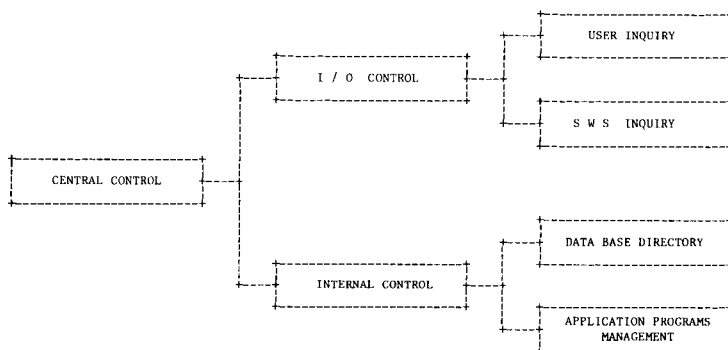 USER INQUIRY
I / O CONTROL
S W S INQUIRY
CENTRAL CONTROL
DATA BASE DIRECTORY
INTERNAL CONTROL
APPLICATION PROGRAMS
MANAGEMENT